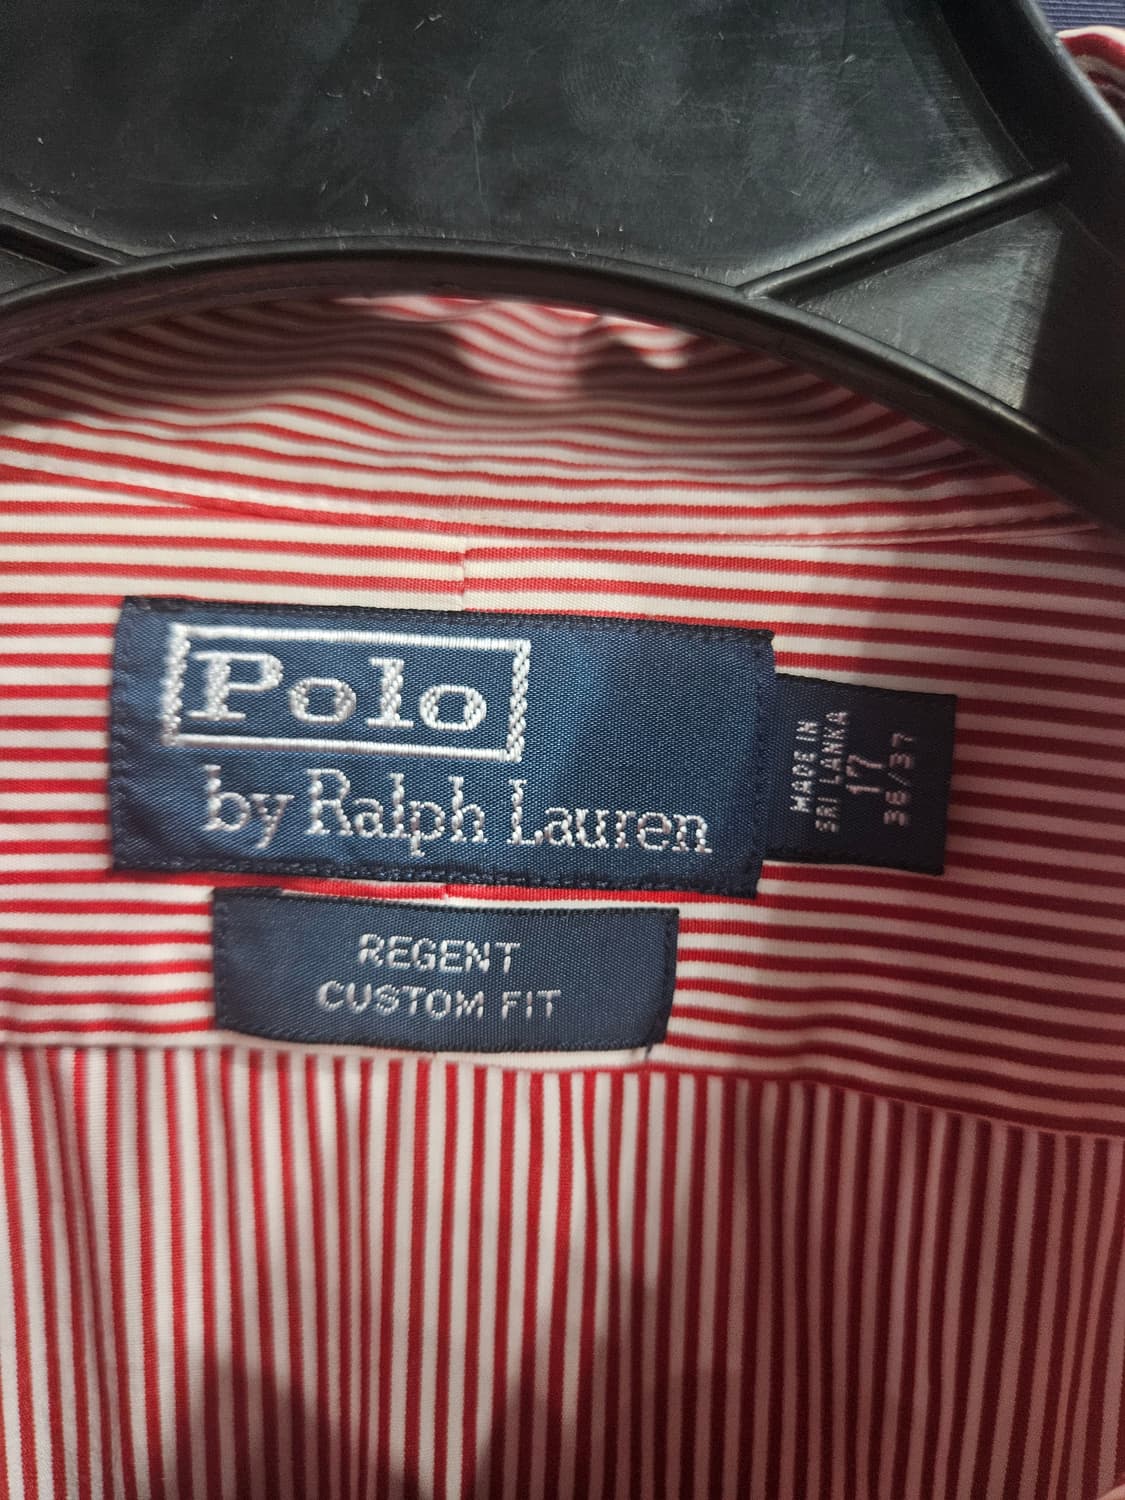 Polo
by Ralph Lauren
MADE IN
SRI LANKA
17
36/37
REGENT
CUSTOM FIT